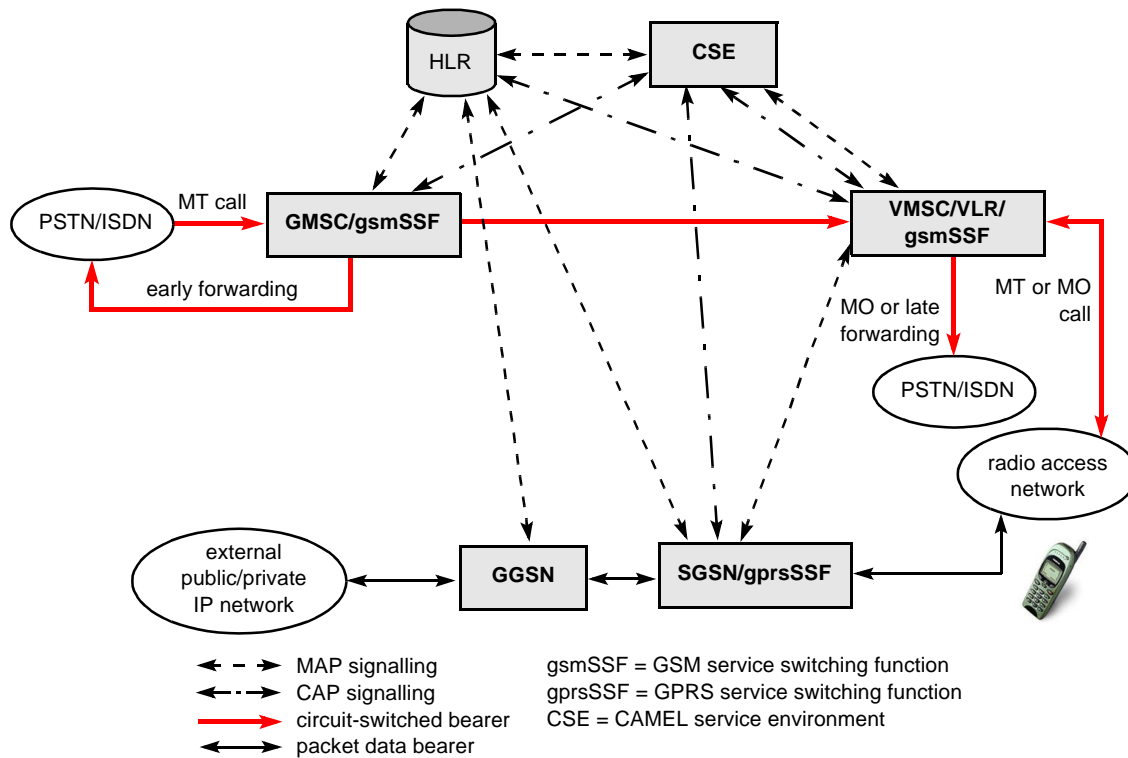 HLR
CSE
PSTN/ISDN
MT call
GMSC/gsmSSF
VMSC/VLR/
gsmSSF
early forwarding
MO or late
forwarding
MT or MO
call
PSTN/ISDN
radio access
network
external
public/private
IP network
GGSN
SGSN/gprsSSF
MAP signalling
CAP signalling
circuit-switched bearer
packet data bearer
gsmSSF = GSM service switching function
gprsSSF = GPRS service switching function
CSE = CAMEL service environment